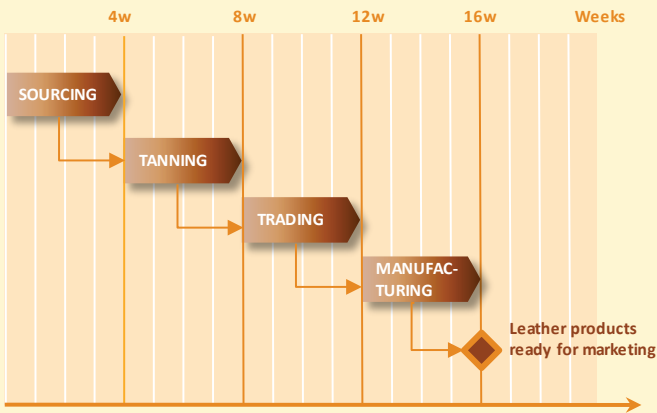 4w 8w 12w 16w Weeks
SOURCING
TANNING
TRADING
MANUFAC-
TURING
Leather products
ready for marketing